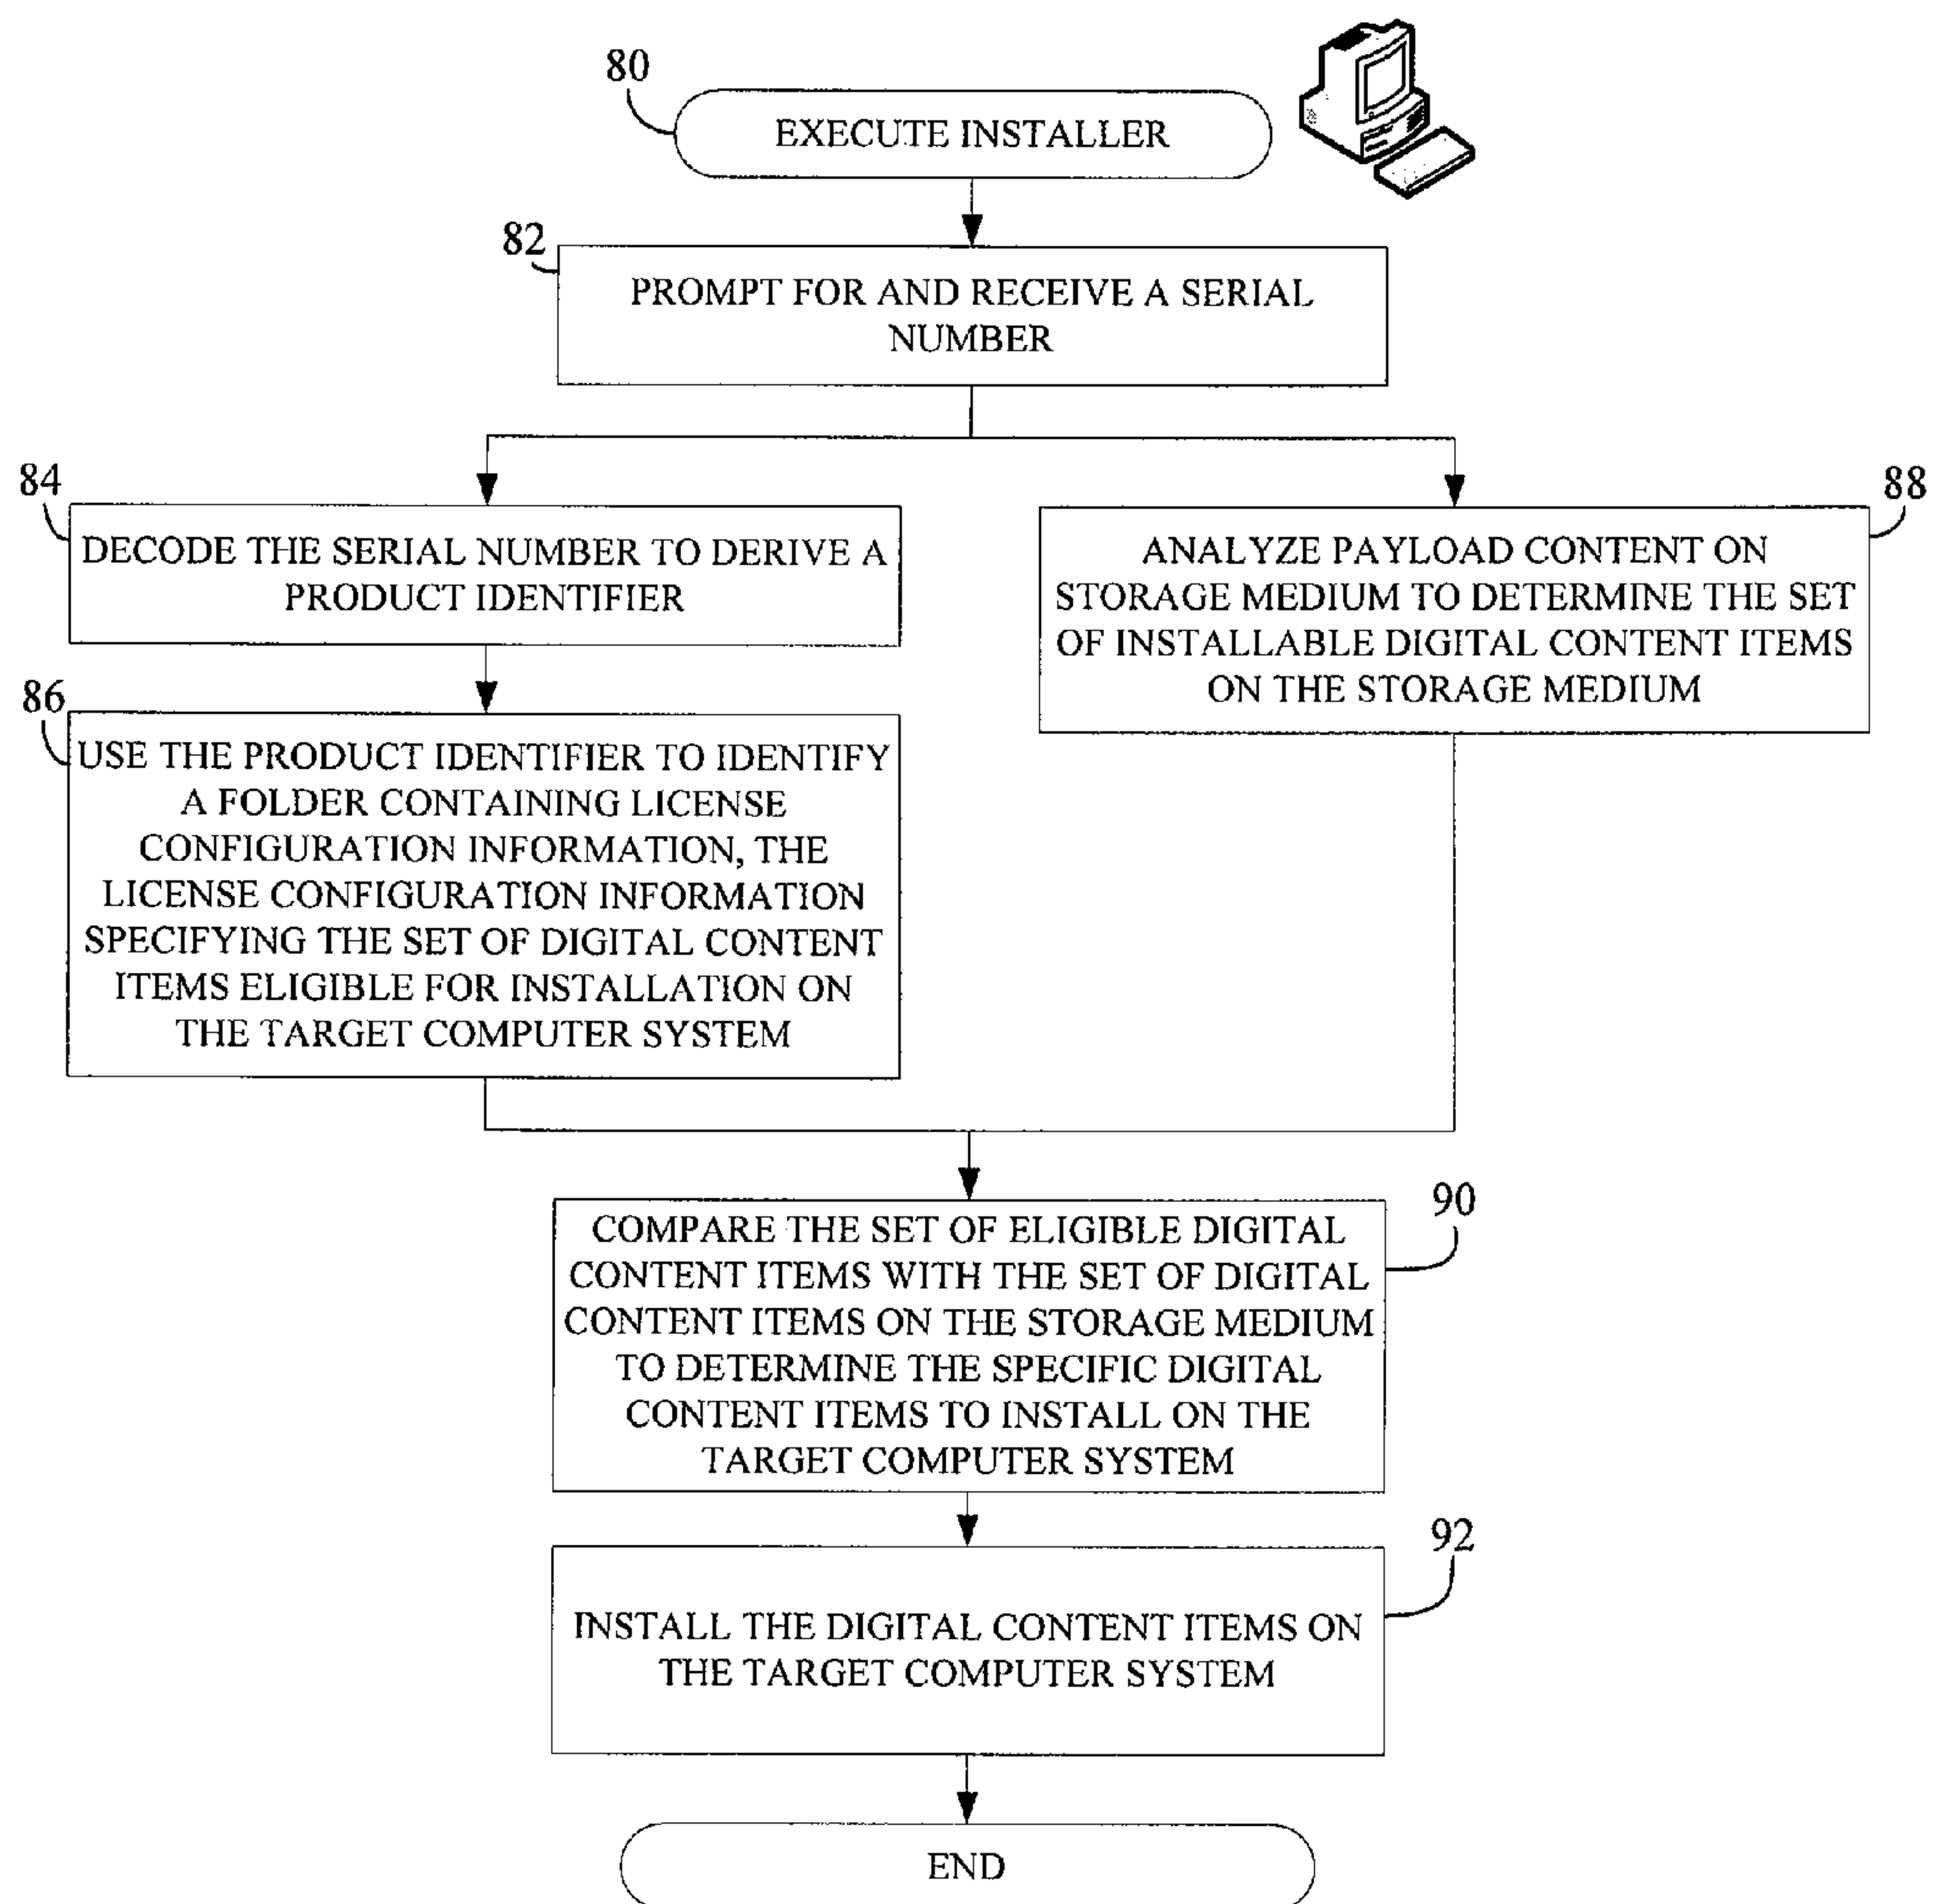 80
EXECUTE INSTALLER
82
PROMPT FOR AND RECEIVE A SERIAL
NUMBER
84
DECODE THE SERIAL NUMBER TO DERIVE A
PRODUCT IDENTIFIER
88
ANALYZE PAYLOAD CONTENT ON
STORAGE MEDIUM TO DETERMINE THE SET
OF INSTALLABLE DIGITAL CONTENT ITEMS
ON THE STORAGE MEDIUM
86
USE THE PRODUCT IDENTIFIER TO IDENTIFY
A FOLDER CONTAINING LICENSE
CONFIGURATION INFORMATION, THE
LICENSE CONFIGURATION INFORMATION
SPECIFYING THE SET OF DIGITAL CONTENT
ITEMS ELIGIBLE FOR INSTALLATION ON
THE TARGET COMPUTER SYSTEM
90
COMPARE THE SET OF ELIGIBLE DIGITAL
CONTENT ITEMS WITH THE SET OF DIGITAL
CONTENT ITEMS ON THE STORAGE MEDIUM
TO DETERMINE THE SPECIFIC DIGITAL
CONTENT ITEMS TO INSTALL ON THE
TARGET COMPUTER SYSTEM
92
INSTALL THE DIGITAL CONTENT ITEMS ON
THE TARGET COMPUTER SYSTEM
END